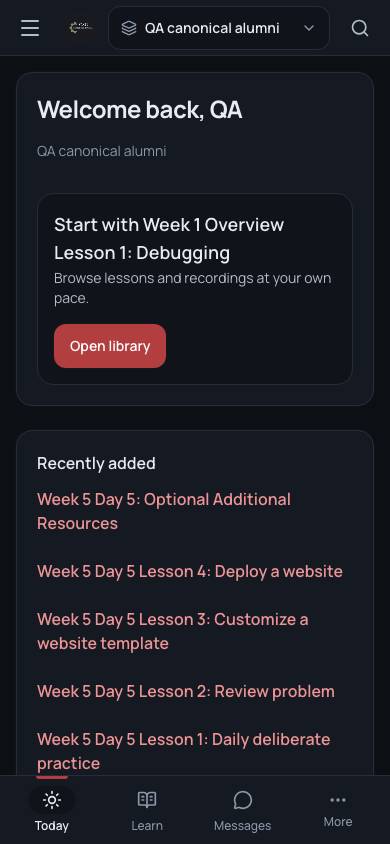 QA canonical alumni
Welcome back, QA
QA canonical alumni
Start with Week 1 Overview
Lesson 1: Debugging
Browse lessons and recordings at your own
pace.
Open library
Recently added
Week 5 Day 5: Optional Additional
Resources
Week 5 Day 5 Lesson 4: Deploy a website
Week 5 Day 5 Lesson 3: Customize a
website template
Week 5 Day 5 Lesson 2: Review problem
Week 5 Day 5 Lesson 1: Daily deliberate
practice
Today
Learn
Messages
More